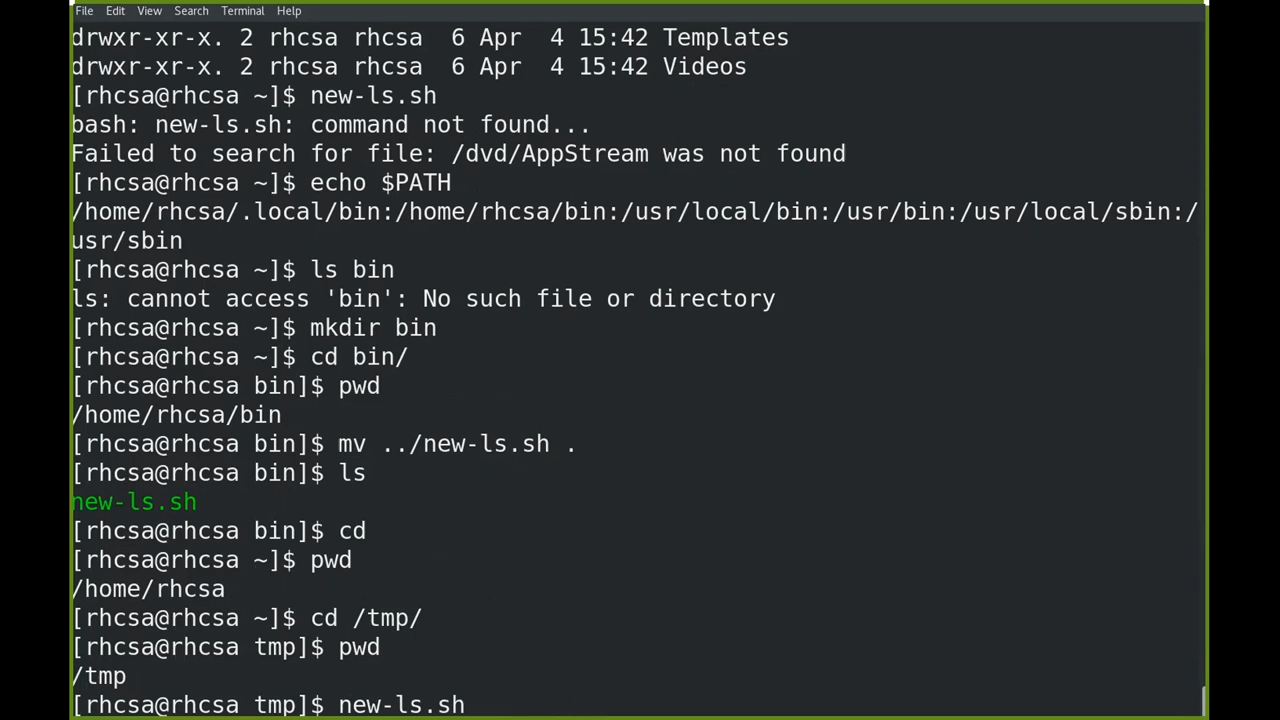 File Edit View Search Terminal Help
drwxr-xr-x. 2 rhcsa rhcsa  6 Apr  4 15:42 Templates
drwxr-xr-x. 2 rhcsa rhcsa  6 Apr  4 15:42 Videos
[rhcsa@rhcsa ~]$ new-ls.sh
bash: new-ls.sh: command not found...
Failed to search for file: /dvd/AppStream was not found
[rhcsa@rhcsa ~]$ echo $PATH
/home/rhcsa/.local/bin:/home/rhcsa/bin:/usr/local/bin:/usr/bin:/usr/local/sbin:/
usr/sbin
[rhcsa@rhcsa ~]$ ls bin
ls: cannot access 'bin': No such file or directory
[rhcsa@rhcsa ~]$ mkdir bin
[rhcsa@rhcsa ~]$ cd bin/
[rhcsa@rhcsa bin]$ pwd
/home/rhcsa/bin
[rhcsa@rhcsa bin]$ mv ../new-ls.sh .
[rhcsa@rhcsa bin]$ ls
new-ls.sh
[rhcsa@rhcsa bin]$ cd
[rhcsa@rhcsa ~]$ pwd
/home/rhcsa
[rhcsa@rhcsa ~]$ cd /tmp/
[rhcsa@rhcsa tmp]$ pwd
/tmp
[rhcsa@rhcsa tmp]$ new-ls.sh